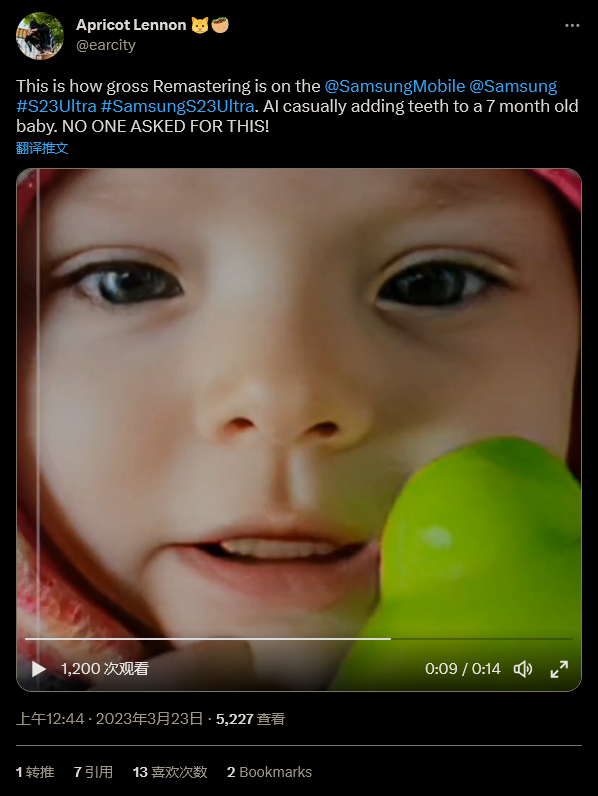 Apricot Lennon 🐱🥙
@earcity
This is how gross Remastering is on the @SamsungMobile @Samsung
#S23Ultra #SamsungS23Ultra. AI casually adding teeth to a 7 month old
baby. NO ONE ASKED FOR THIS!
翻译推文
1,200 次观看 0:09 / 0:14
上午12:44 · 2023年3月23日 · 5,227 查看
1 转推 7 引用 13 喜欢次数 2 Bookmarks